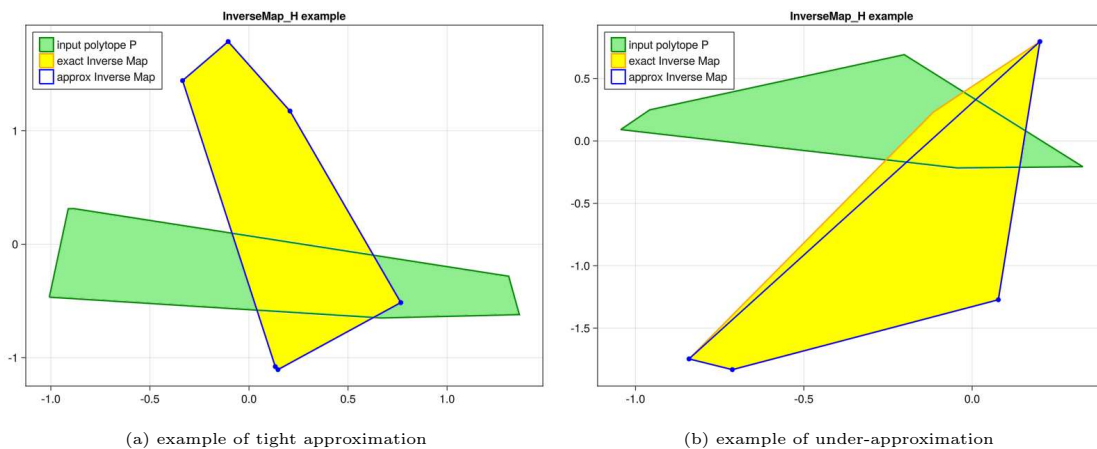 InverseMap_H example
input polytope P
exact Inverse Map
approx Inverse Map
1
0
-1
-1.0 -0.5 0.0 0.5 1.0
(a) example of tight approximation
InverseMap_H example
input polytope P
exact Inverse Map
approx Inverse Map
0.5
0.0
-0.5
-1.0
-1.5
-1.0 -0.5 0.0
(b) example of under-approximation